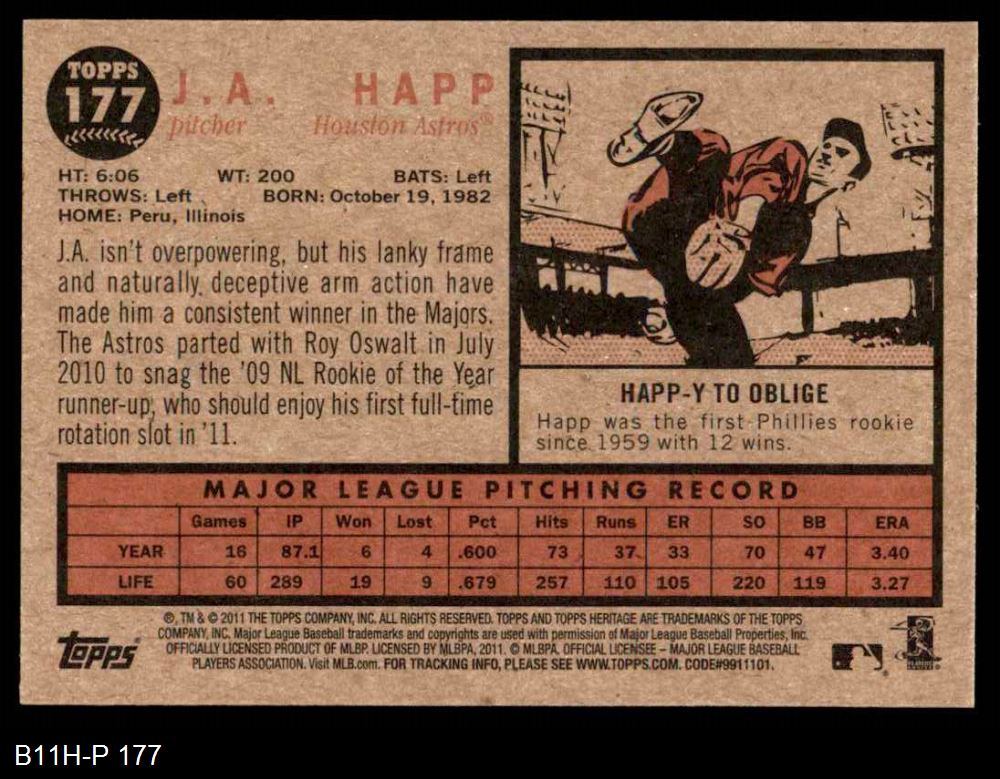 TOPPS
177
J.A. HAPP
pitcher Houston Astros®
HT: 6:06 WT: 200 BATS: Left
THROWS: Left BORN: October 19, 1982
HOME: Peru, Illinois
J.A. isn't overpowering, but his lanky frame
and naturally deceptive arm action have
made him a consistent winner in the Majors.
The Astros parted with Roy Oswalt in July
2010 to snag the '09 NL Rookie of the Year
runner-up, who should enjoy his first full-time
rotation slot in '11.
HAPP-Y TO OBLIGE
Happ was the first Phillies rookie
since 1959 with 12 wins.
MAJOR LEAGUE PITCHING RECORD
Games IP Won Lost Pct Hits Runs ER SO BB ERA
YEAR 16 87.1 6 4 .600 73 37 33 70 47 3.40
LIFE 60 289 19 9 .679 257 110 105 220 119 3.27
®, TM & © 2011 THE TOPPS COMPANY, INC. ALL RIGHTS RESERVED. TOPPS AND TOPPS HERITAGE ARE TRADEMARKS OF THE TOPPS
COMPANY, INC. Major League Baseball trademarks and copyrights are used with permission of Major League Baseball Properties, Inc.
OFFICIALLY LICENSED PRODUCT OF MLBP. LICENSED BY MLBPA, 2011. © MLBPA. OFFICIAL LICENSEE – MAJOR LEAGUE BASEBALL
PLAYERS ASSOCIATION. Visit MLB.com. FOR TRACKING INFO, PLEASE SEE WWW.TOPPS.COM. CODE#9911101.
Topps
B11H-P 177